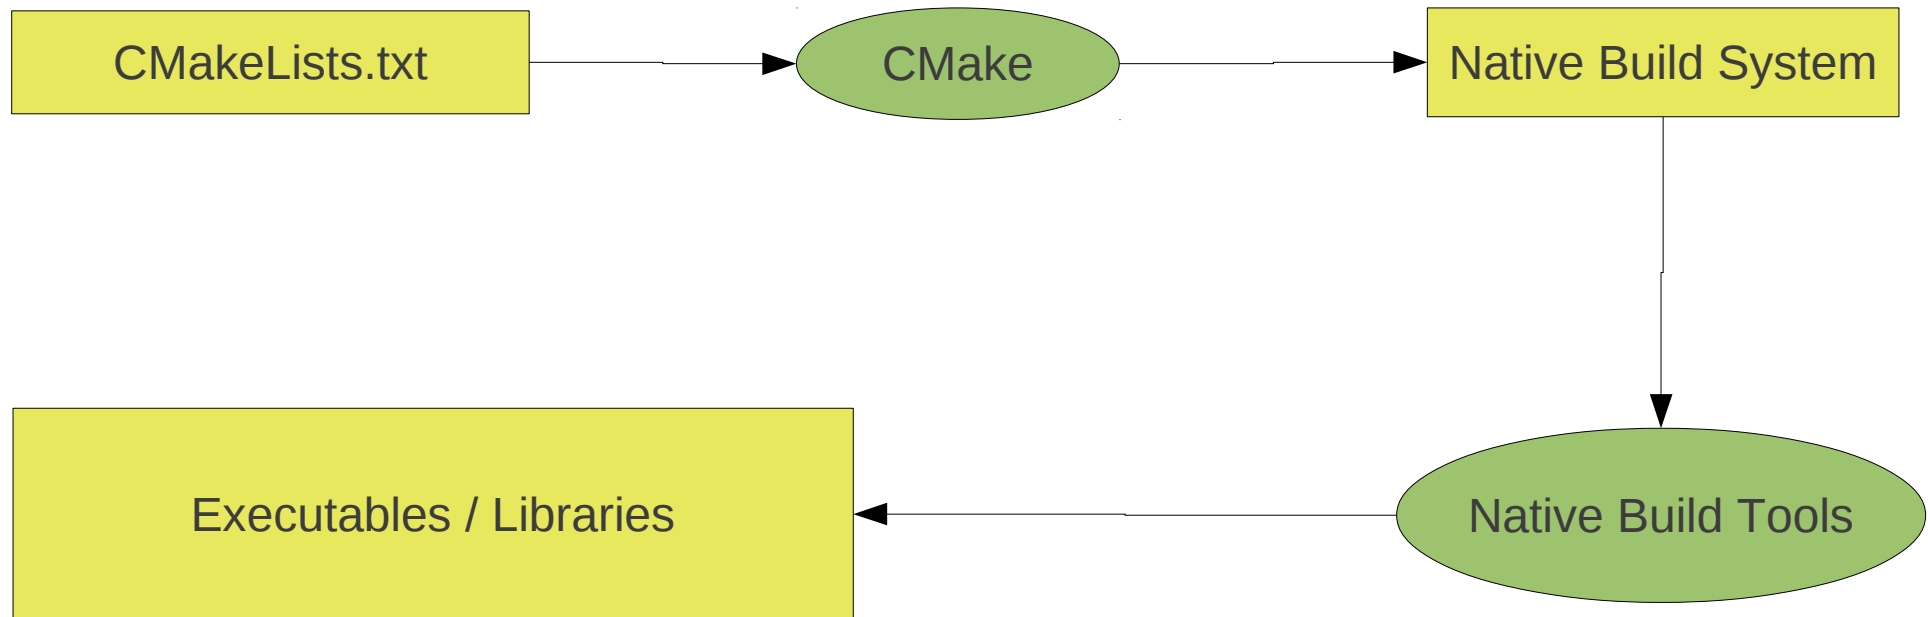 CMakeLists.txt
CMake
Native Build System
Executables / Libraries
Native Build Tools